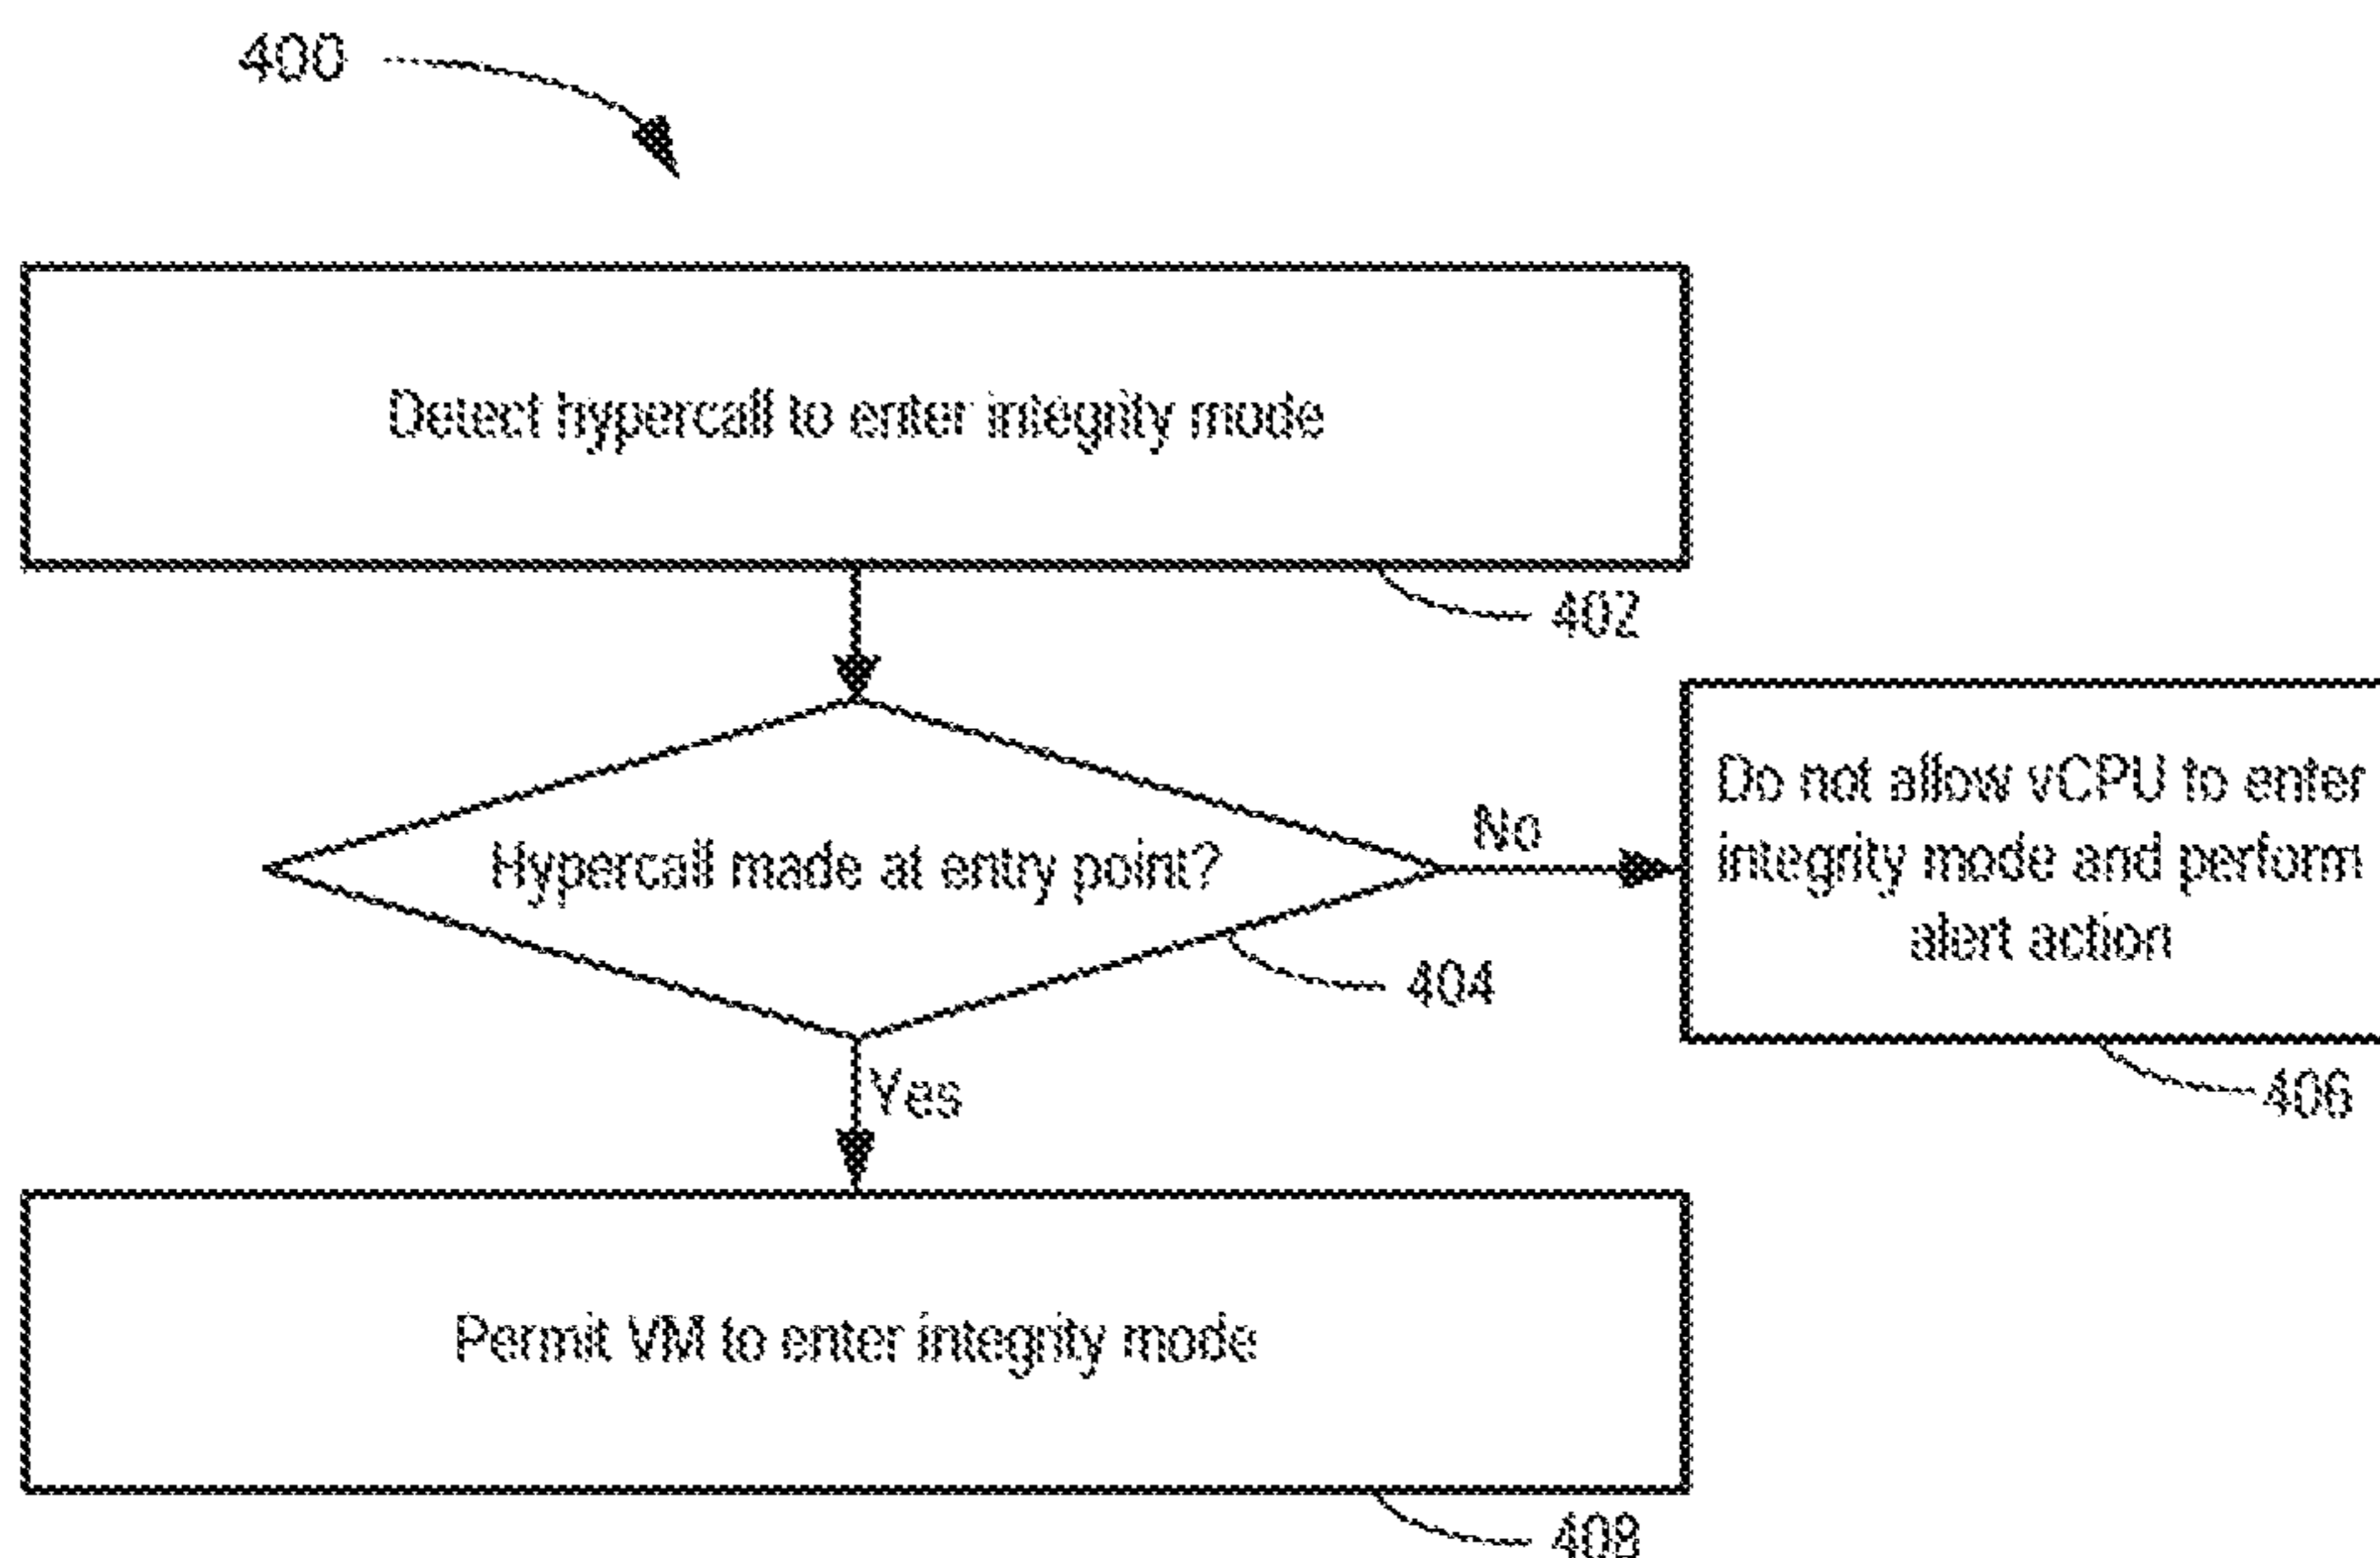 400
Detect hypercall to enter integrity mode
402
Hypercall made at entry point?
No
Do not allow vCPU to enter
integrity mode and perform
alert action
404
406
Yes
Permit VM to enter integrity mode
408